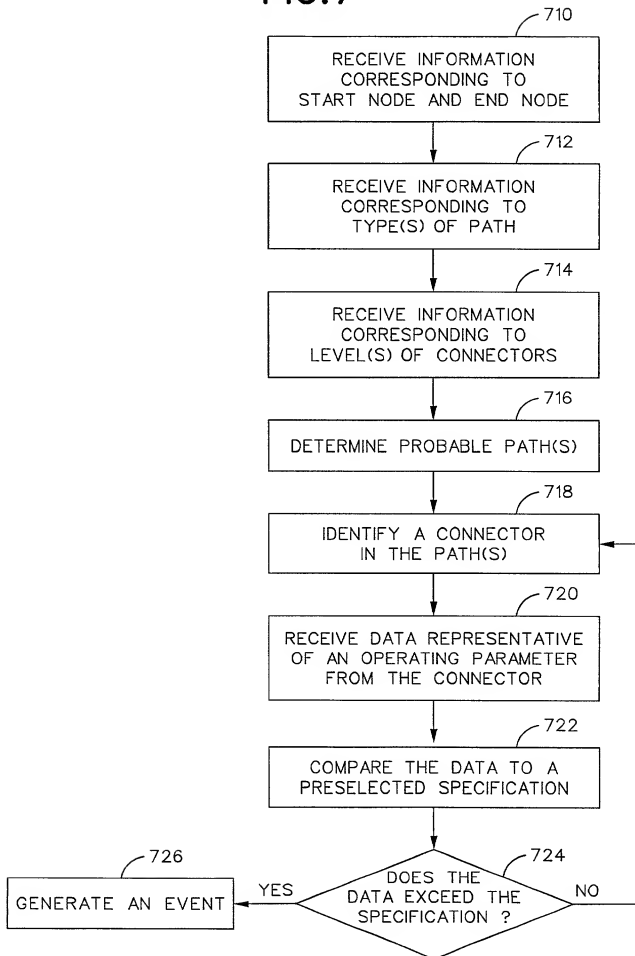 710
RECEIVE INFORMATION
CORRESPONDING TO
START NODE AND END NODE
712
RECEIVE INFORMATION
CORRESPONDING TO
TYPE(S) OF PATH
714
RECEIVE INFORMATION
CORRESPONDING TO
LEVEL(S) OF CONNECTORS
716
DETERMINE PROBABLE PATH(S)
718
IDENTIFY A CONNECTOR
IN THE PATH(S)
720
RECEIVE DATA REPRESENTATIVE
OF AN OPERATING PARAMETER
FROM THE CONNECTOR
722
COMPARE THE DATA TO A
PRESELECTED SPECIFICATION
724
DOES THE
DATA EXCEED THE
SPECIFICATION ?
YES
NO
726
GENERATE AN EVENT